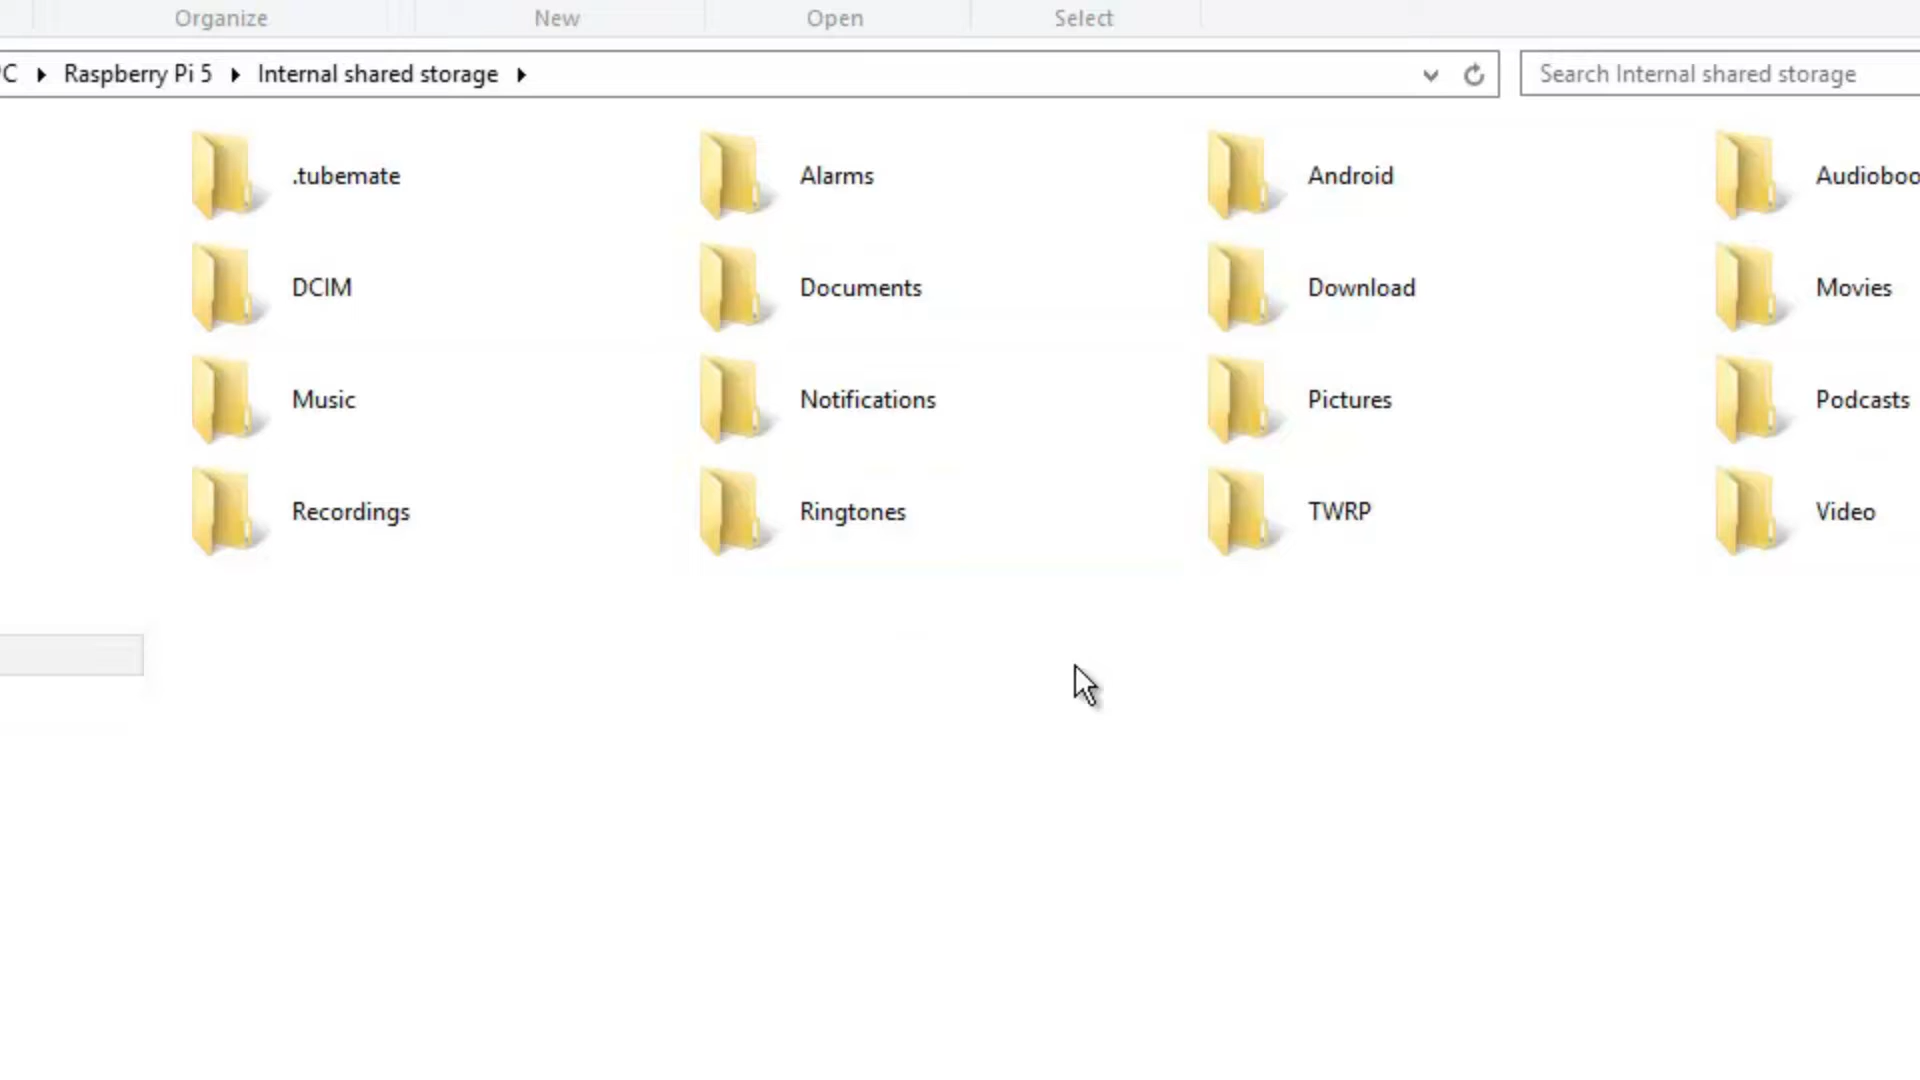 Organize New Open Select
Raspberry Pi 5 Internal shared storage Search Internal shared storage
.tubemate Alarms Android
DCIM Documents Download Movies
Music Notifications Pictures Podcasts
Recordings Ringtones TWRP Video